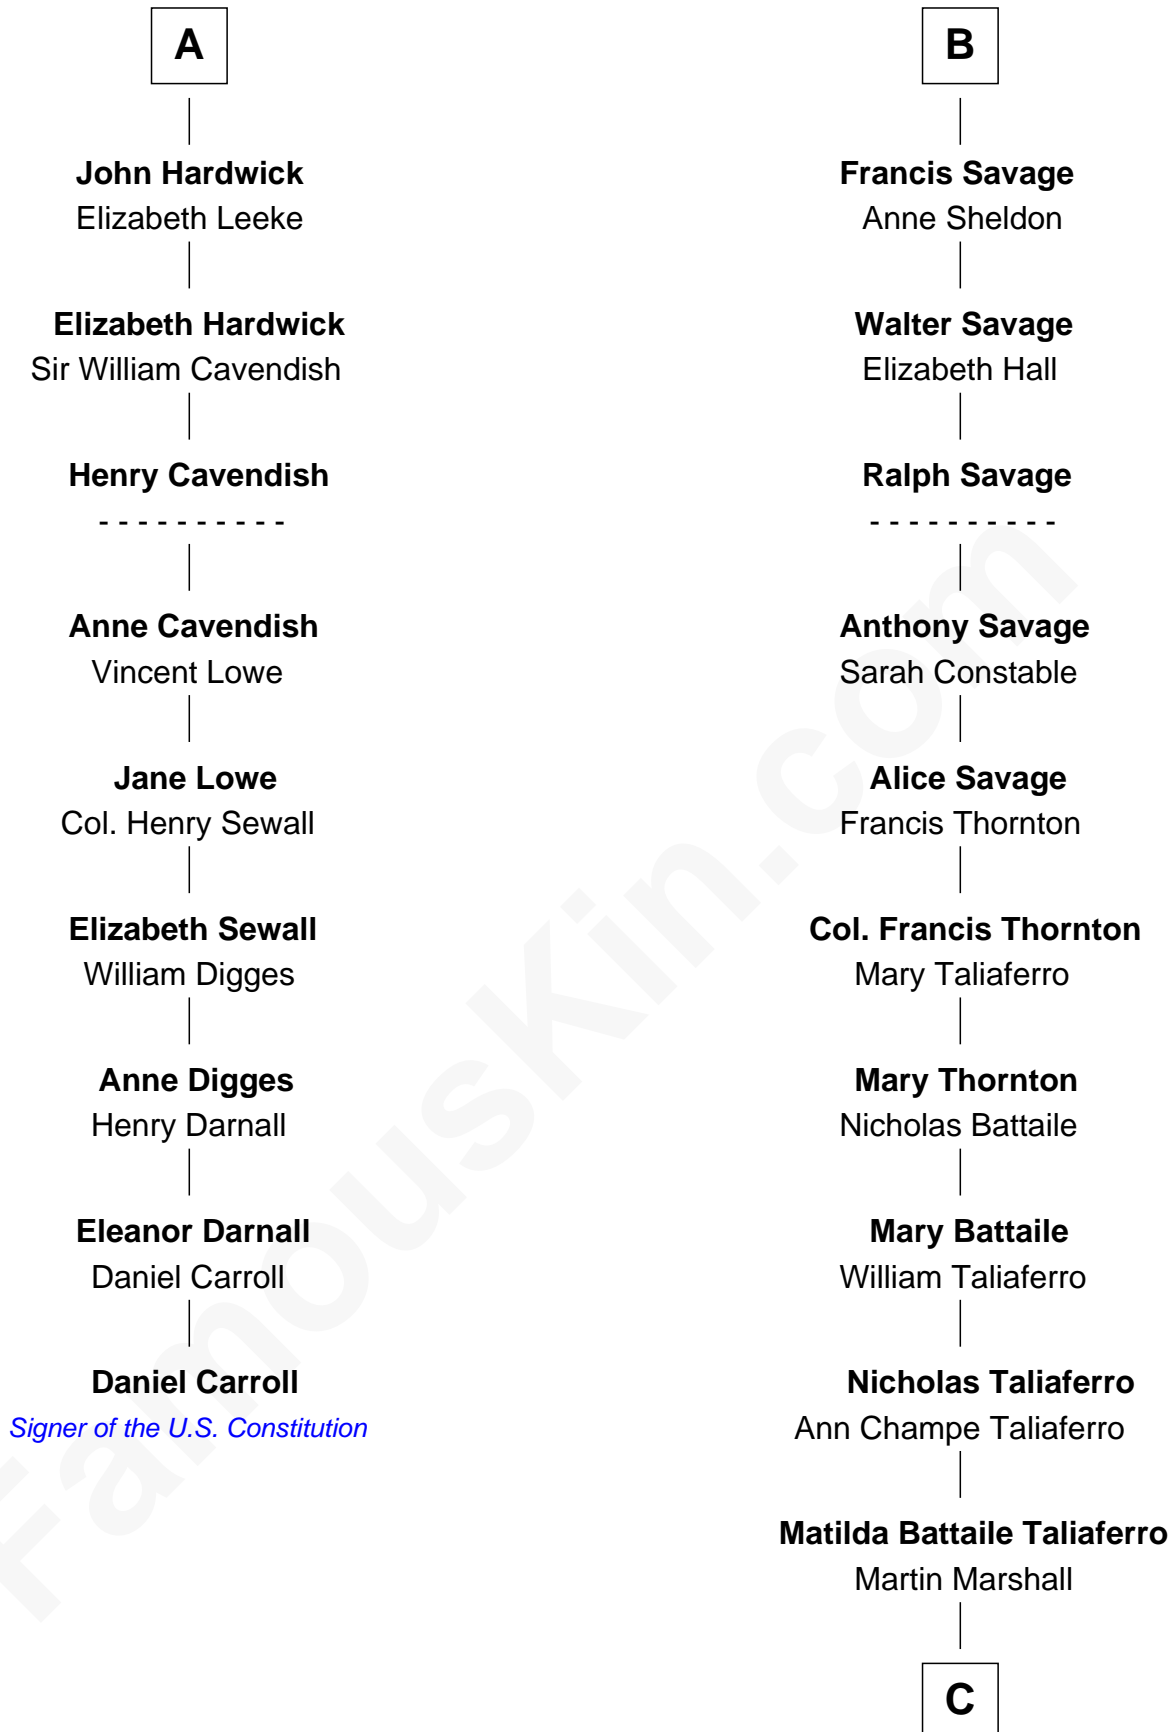 A
John Hardwick
Elizabeth Leeke
Elizabeth Hardwick
Sir William Cavendish
Henry Cavendish
- - - - - - - - - -
Anne Cavendish
Vincent Lowe
Jane Lowe
Col. Henry Sewall
Elizabeth Sewall
William Digges
Anne Digges
Henry Darnall
Eleanor Darnall
Daniel Carroll
Daniel Carroll
Signer of the U.S. Constitution
B
Francis Savage
Anne Sheldon
Walter Savage
Elizabeth Hall
Ralph Savage
- - - - - - - - - -
Anthony Savage
Sarah Constable
Alice Savage
Francis Thornton
Col. Francis Thornton
Mary Taliaferro
Mary Thornton
Nicholas Battaile
Mary Battaile
William Taliaferro
Nicholas Taliaferro
Ann Champe Taliaferro
Matilda Battaile Taliaferro
Martin Marshall
C
FamousKin.com